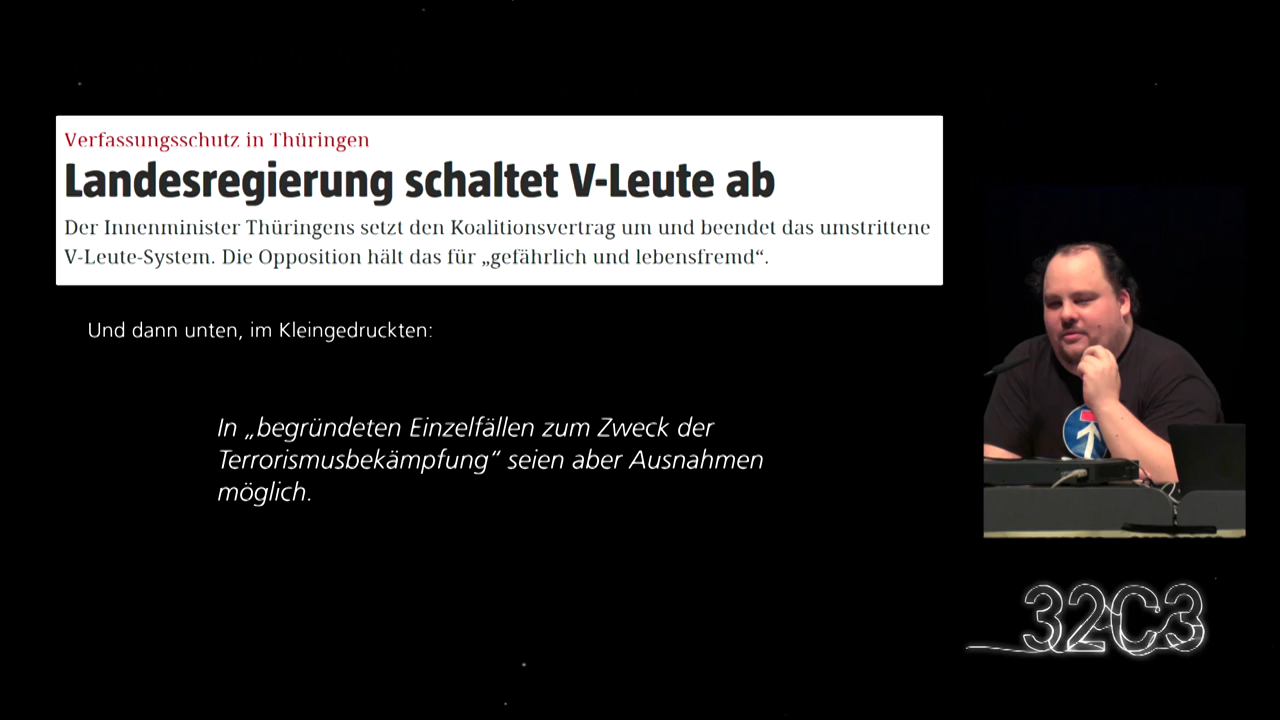 Verfassungsschutz in Thüringen
Landesregierung schaltet V-Leute ab
Der Innenminister Thüringens setzt den Koalitionsvertrag um und beendet das umstrittene
V-Leute-System. Die Opposition hält das für „gefährlich und lebensfremd“.
Und dann unten, im Kleingedruckten:
In „begründeten Einzelfällen zum Zweck der
Terrorismusbekämpfung“ seien aber Ausnahmen
möglich.
32C3